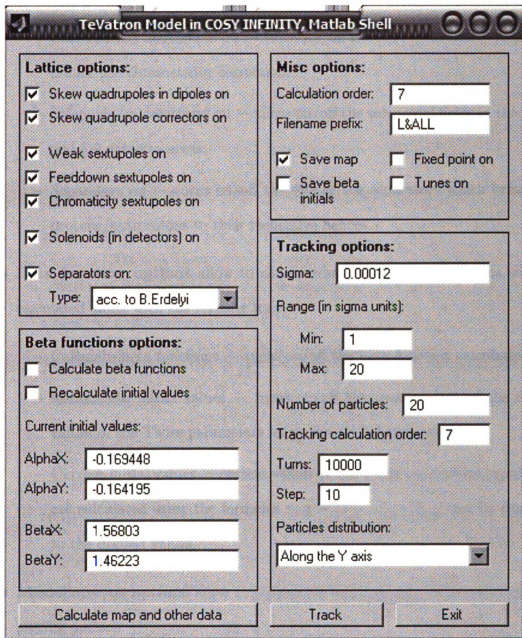 TeVatron Model in COSY INFINITY, Matlab Shell
Lattice options:
Skew quadrupoles in dipoles on
Skew quadrupole correctors on
Weak sextupoles on
Feeddown sextupoles on
Chromaticity sextupoles on
Solenoids (in detectors) on
Separators on:
Type: acc. to B.Erdelyi
Beta functions options:
Calculate beta functions
Recalculate initial values
Current initial values:
AlphaX: -0.169448
AlphaY: -0.164195
BetaX: 1.56803
BetaY: 1.46223
Misc options:
Calculation order: 7
Filename prefix: L&ALL
Save map Fixed point on
Save beta initials Tunes on
Tracking options:
Sigma: 0.00012
Range (in sigma units):
Min: 1
Max: 20
Number of particles: 20
Tracking calculation order: 7
Turns: 10000
Step: 10
Particles distribution:
Along the Y axis
Calculate map and other data Track Exit